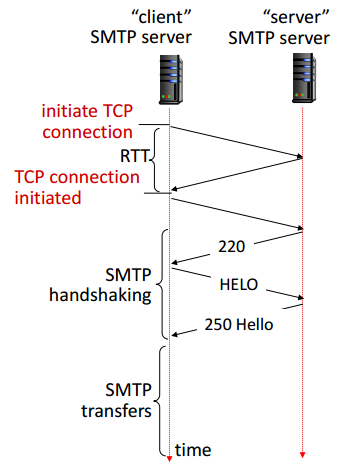 “client”
SMTP server
“server”
SMTP server
initiate TCP
connection
RTT
TCP connection
initiated
220
SMTP
handshaking
HELO
250 Hello
SMTP
transfers
time